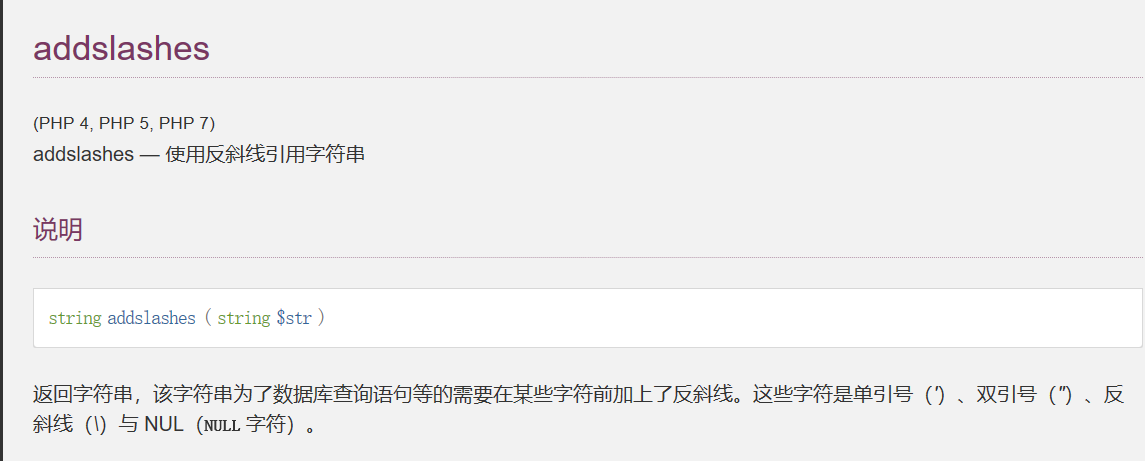 addslashes
(PHP 4, PHP 5, PHP 7)
addslashes — 使用反斜线引用字符串
说明
string addslashes ( string $str )
返回字符串，该字符串为了数据库查询语句等的需要在某些字符前加上了反斜线。这些字符是单引号（'）、双引号（"）、反
斜线（\）与 NUL（NULL 字符）。